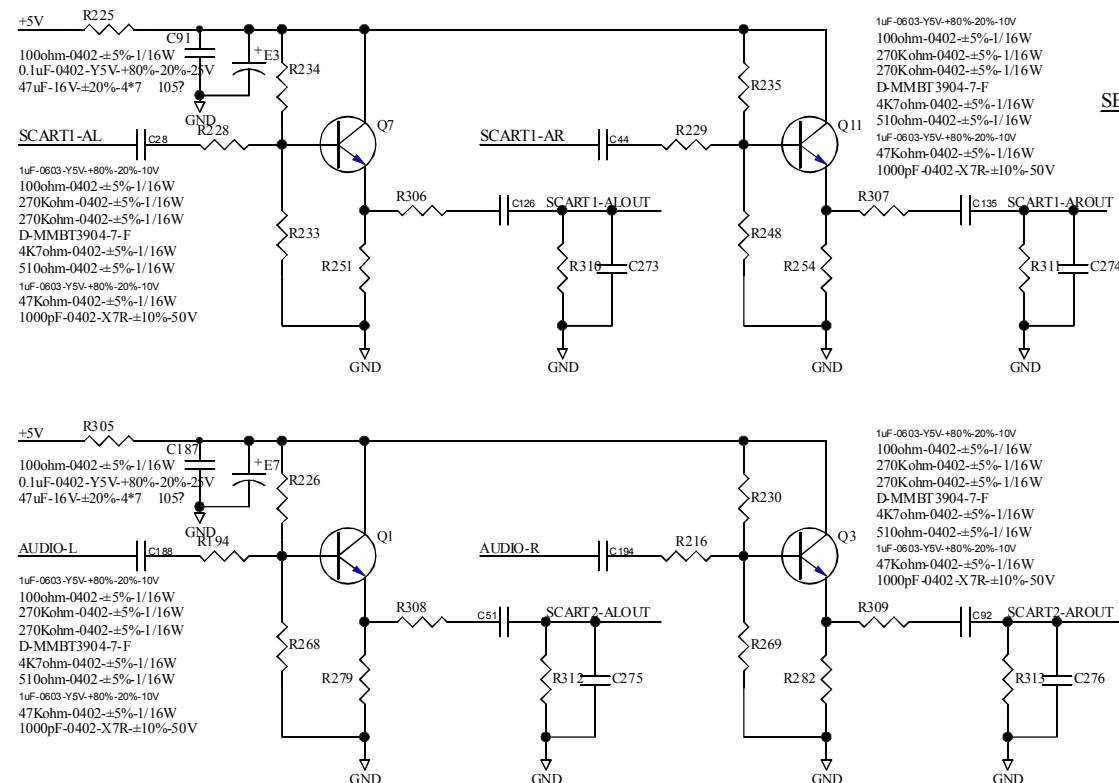 +5V
R225
C91
+E3
100ohm-0402-±5%-1/16W
0.1uF-0402-Y5V-+80%-20%-25V
47uF-16V-±20%-4*7 105?
GND
R234
R228
SCART1-AL
C28
Q7
1uF-0603-Y5V-+80%-20%-10V
100ohm-0402-±5%-1/16W
270Kohm-0402-±5%-1/16W
270Kohm-0402-±5%-1/16W
D-MMBT3904-7-F
4K7ohm-0402-±5%-1/16W
510ohm-0402-±5%-1/16W
1uF-0603-Y5V-+80%-20%-10V
47Kohm-0402-±5%-1/16W
1000pF-0402-X7R-±10%-50V
R233
R251
R306
C126
SCART1-ALOUT
R310
C273
GND
GND
SCART1-AR
C44
R229
R235
Q11
R248
R254
R307
C135
SCART1-AROUT
R311
C274
GND
GND
1uF-0603-Y5V-+80%-20%-10V
100ohm-0402-±5%-1/16W
270Kohm-0402-±5%-1/16W
270Kohm-0402-±5%-1/16W
D-MMBT3904-7-F
4K7ohm-0402-±5%-1/16W
510ohm-0402-±5%-1/16W
1uF-0603-Y5V-+80%-20%-10V
47Kohm-0402-±5%-1/16W
1000pF-0402-X7R-±10%-50V
+5V
R305
C187
+E7
100ohm-0402-±5%-1/16W
0.1uF-0402-Y5V-+80%-20%-25V
47uF-16V-±20%-4*7 105?
GND
R226
R194
AUDIO-L
C188
Q1
1uF-0603-Y5V-+80%-20%-10V
100ohm-0402-±5%-1/16W
270Kohm-0402-±5%-1/16W
270Kohm-0402-±5%-1/16W
D-MMBT3904-7-F
4K7ohm-0402-±5%-1/16W
510ohm-0402-±5%-1/16W
1uF-0603-Y5V-+80%-20%-10V
47Kohm-0402-±5%-1/16W
1000pF-0402-X7R-±10%-50V
R268
R279
R308
C51
SCART2-ALOUT
R312
C275
GND
GND
AUDIO-R
C194
R216
R230
Q3
R269
R282
R309
C92
SCART2-AROUT
R313
C276
GND
GND
1uF-0603-Y5V-+80%-20%-10V
100ohm-0402-±5%-1/16W
270Kohm-0402-±5%-1/16W
270Kohm-0402-±5%-1/16W
D-MMBT3904-7-F
4K7ohm-0402-±5%-1/16W
510ohm-0402-±5%-1/16W
1uF-0603-Y5V-+80%-20%-10V
47Kohm-0402-±5%-1/16W
1000pF-0402-X7R-±10%-50V